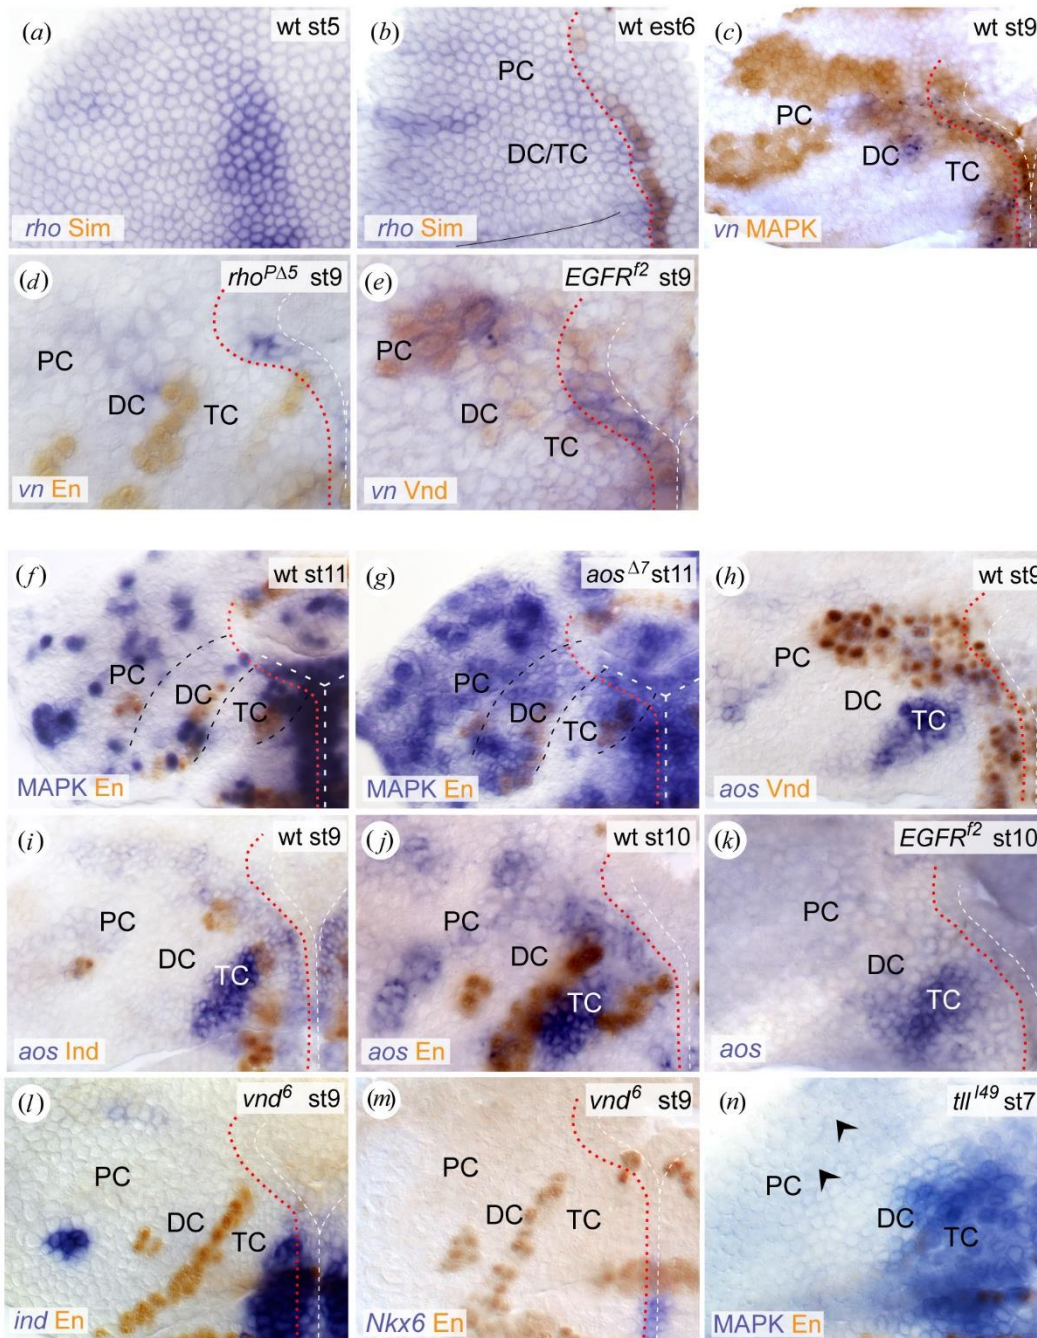 (a) wt st5
rho Sim
(b) wt est6
PC
DC/TC
rho Sim
(c) wt st9
PC
DC
TC
vn MAPK
(d) rhoPΔ5 st9
PC
DC
TC
vn En
(e) EGFRf2 st9
PC
DC
TC
vn Vnd
(f) wt st11
PC
DC
TC
MAPK En
(g) aosΔ7 st11
PC
DC
TC
MAPK En
(h) wt st9
PC
DC
TC
aos Vnd
(i) wt st9
PC
DC
TC
aos Ind
(j) wt st10
PC
DC
TC
aos En
(k) EGFRf2 st10
PC
DC
TC
aos
(l) vnd6 st9
PC
DC
TC
ind En
(m) vnd6 st9
PC
DC
TC
Nkx6 En
(n) tll l49 st7
PC
DC
TC
MAPK En